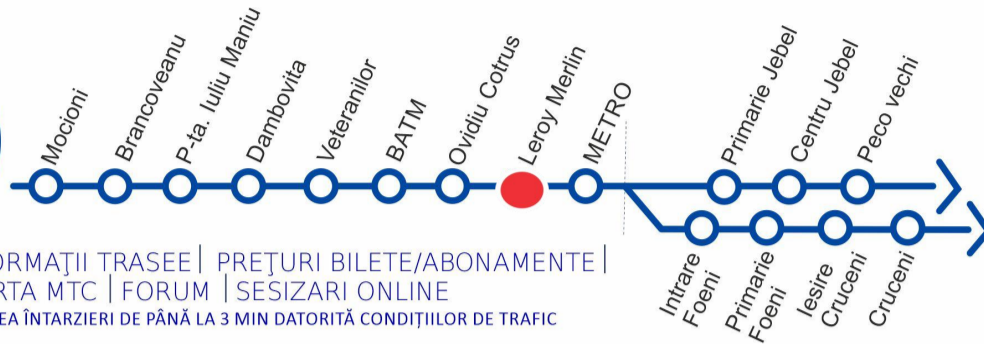 Mocioni
Brancoveanu
P-ta. Iuliu Maniu
Dambovita
Veteranilor
BATM
Ovidiu Cotrus
Leroy Merlin
METRO
Primarie Jebel
Centru Jebel
Peco vechi
Intrare
Foeni
Primarie
Foeni
Iesire
Cruceni
Cruceni
ORMAŢII TRASEE | PREŢURI BILETE/ABONAMENTE |
RTA MTC | FORUM | SESIZARI ONLINE
EA ÎNTARZIERI DE PÂNĂ LA 3 MIN DATORITĂ CONDIȚIILOR DE TRAFIC